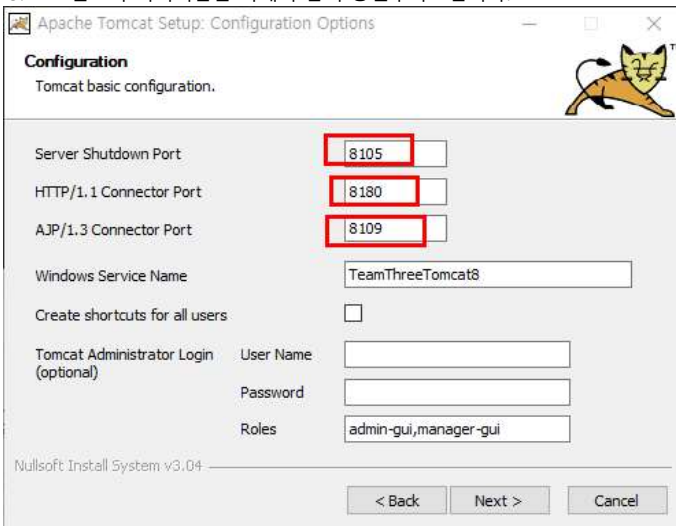 Apache Tomcat Setup: Configuration Options
Configuration
Tomcat basic configuration.
TM
Server Shutdown Port 8105
HTTP/1.1 Connector Port 8180
AJP/1.3 Connector Port 8109
Windows Service Name TeamThreeTomcat8
Create shortcuts for all users
Tomcat Administrator Login User Name
(optional)
Password
Roles admin-gui,manager-gui
Nullsoft Install System v3.04
< Back Next > Cancel